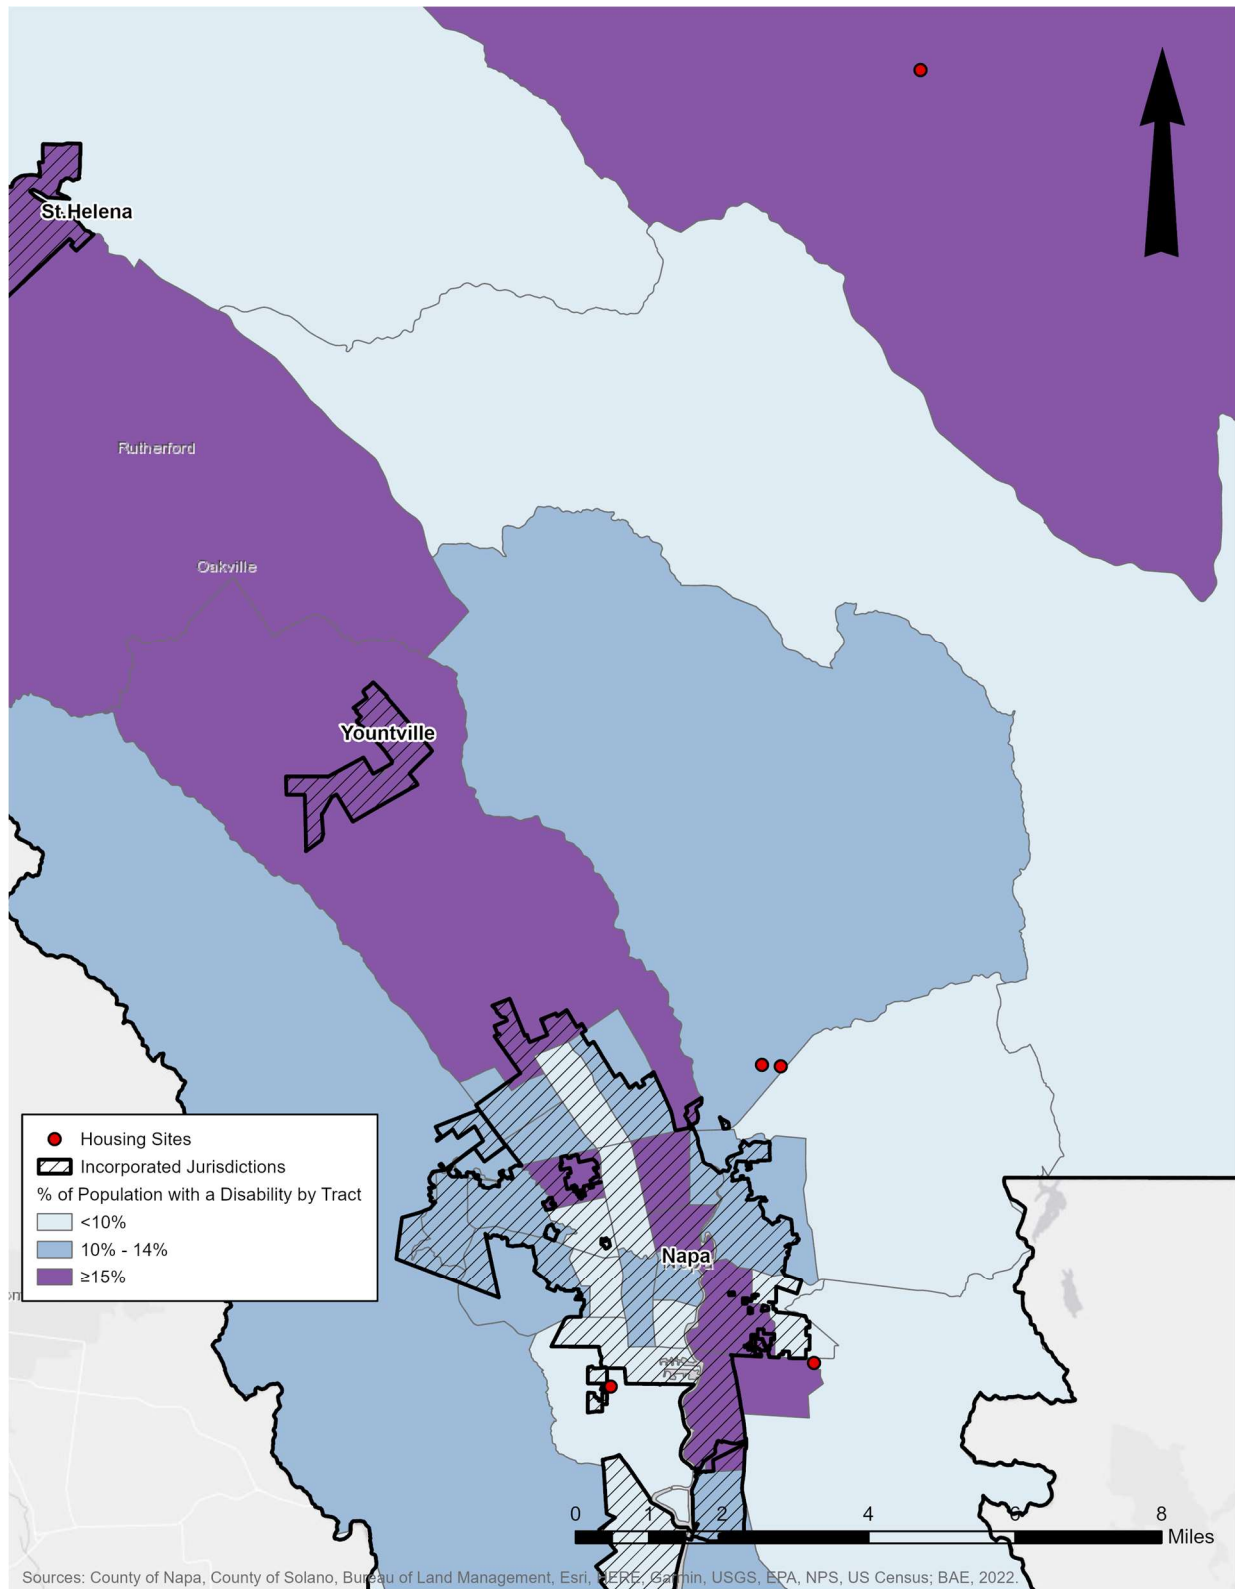 St.Helena
Rutherford
Oakville
Yountville
Housing Sites
Incorporated Jurisdictions
% of Population with a Disability by Tract
<10%
10% - 14%
≥15%
Napa
0 1 2 4 6 8
Miles
Sources: County of Napa, County of Solano, Bureau of Land Management, Esri, HERE, Garmin, USGS, EPA, NPS, US Census; BAE, 2022.